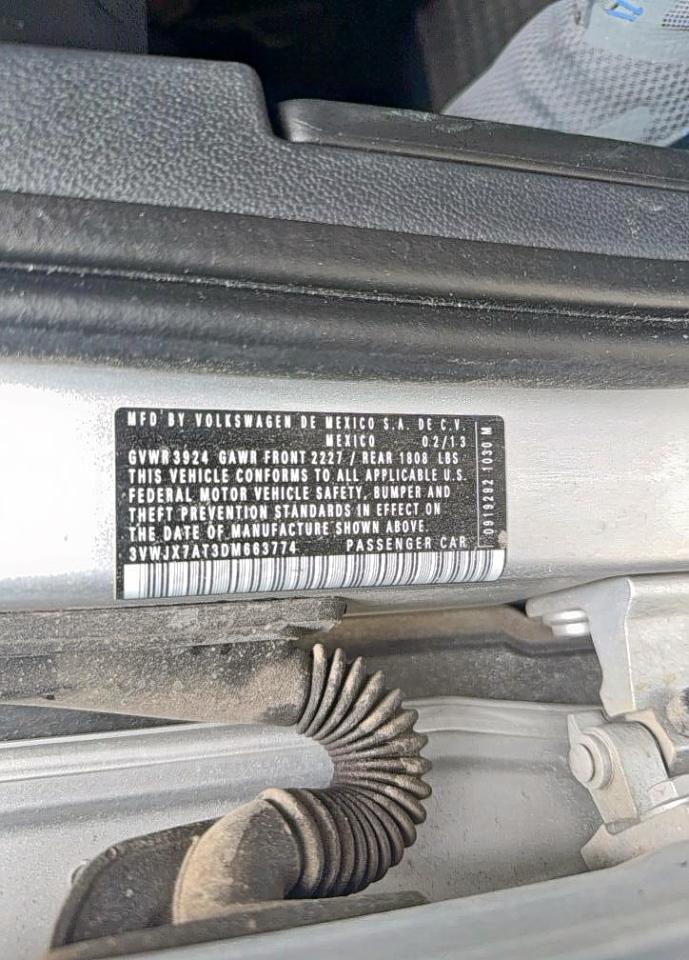 MFD BY VOLKSWAGEN DE MEXICO S.A. DE C.V.
MEXICO 02/13
GVWR 3924 GAWR FRONT 2227 / REAR 1808 LBS
THIS VEHICLE CONFORMS TO ALL APPLICABLE U.S.
FEDERAL MOTOR VEHICLE SAFETY, BUMPER AND
THEFT PREVENTION STANDARDS IN EFFECT ON
THE DATE OF MANUFACTURE SHOWN ABOVE.
3VWJX7AT3DM663774 PASSENGER CAR
0919292 1030 M